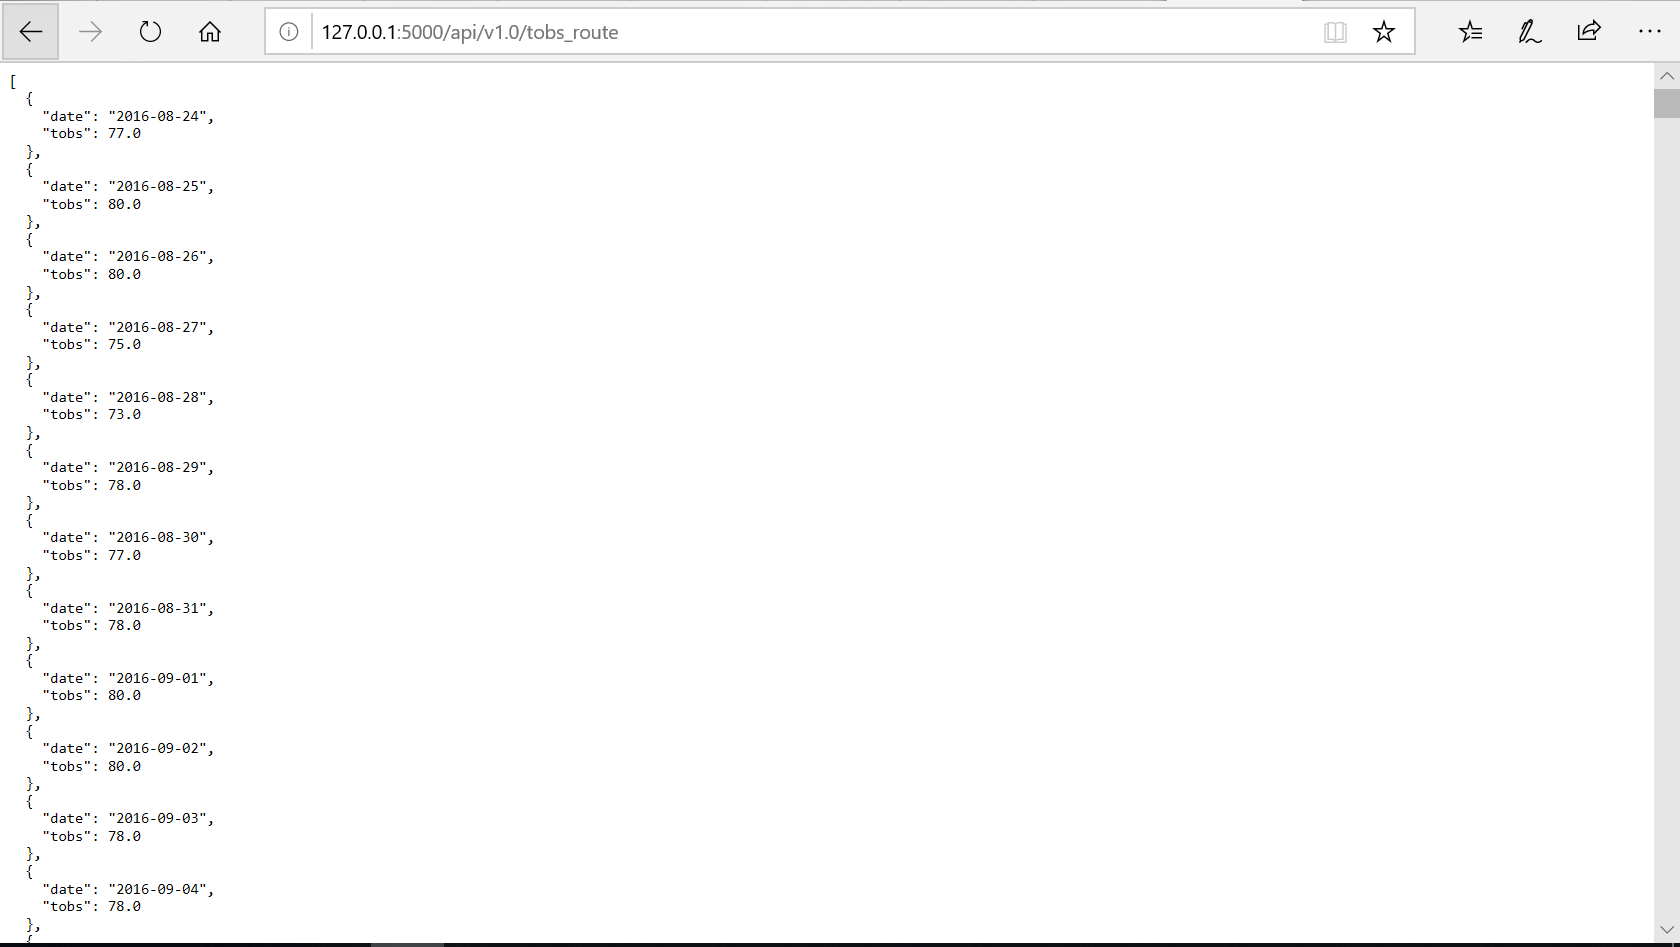 127.0.0.1:5000/api/v1.0/tobs_route
[
  {
    "date": "2016-08-24",
    "tobs": 77.0
  },
  {
    "date": "2016-08-25",
    "tobs": 80.0
  },
  {
    "date": "2016-08-26",
    "tobs": 80.0
  },
  {
    "date": "2016-08-27",
    "tobs": 75.0
  },
  {
    "date": "2016-08-28",
    "tobs": 73.0
  },
  {
    "date": "2016-08-29",
    "tobs": 78.0
  },
  {
    "date": "2016-08-30",
    "tobs": 77.0
  },
  {
    "date": "2016-08-31",
    "tobs": 78.0
  },
  {
    "date": "2016-09-01",
    "tobs": 80.0
  },
  {
    "date": "2016-09-02",
    "tobs": 80.0
  },
  {
    "date": "2016-09-03",
    "tobs": 78.0
  },
  {
    "date": "2016-09-04",
    "tobs": 78.0
  },
  {